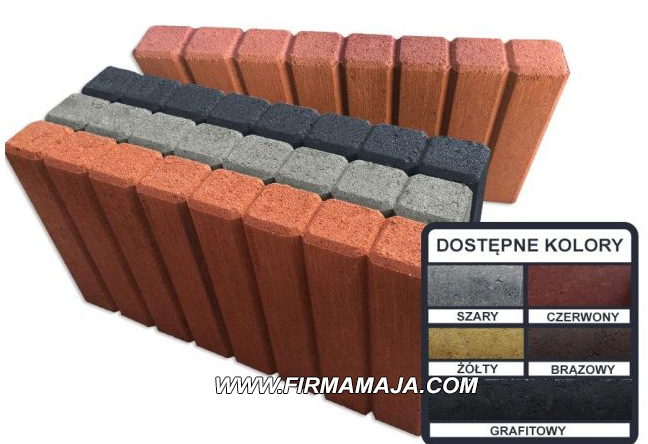 DOSTĘPNE KOLORY
SZARY
CZERWONY
ŻÓŁTY
BRĄZOWY
GRAFITOWY
WWW.FIRMAMAJA.COM